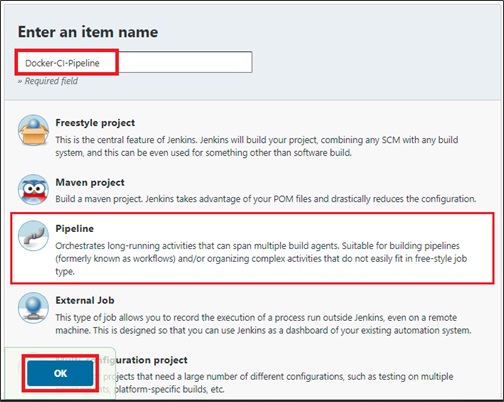 Enter an item name
Docker-CI-Pipeline
» Required field
Freestyle project
This is the central feature of Jenkins. Jenkins will build your project, combining any SCM with any build
system, and this can be even used for something other than software build.
Maven project
Build a maven project. Jenkins takes advantage of your POM files and drastically reduces the configuration.
Pipeline
Orchestrates long-running activities that can span multiple build agents. Suitable for building pipelines
(formerly known as workflows) and/or organizing complex activities that do not easily fit in free-style job
type.
External Job
This type of job allows you to record the execution of a process run outside Jenkins, even on a remote
machine. This is designed so that you can use Jenkins as a dashboard of your existing automation system.
figuration project
OK
projects that need a large number of different configurations, such as testing on multiple
nts, platform-specific builds, etc.